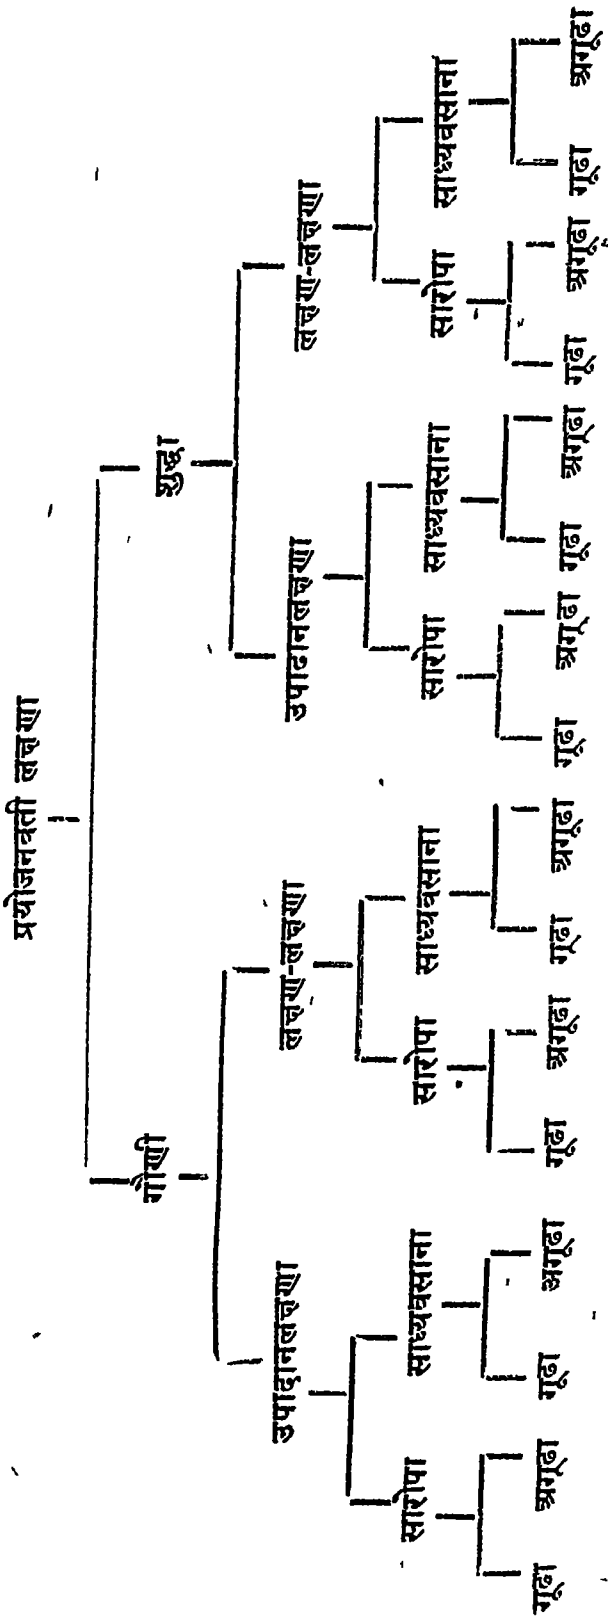 प्रयोजनवती लक्षणा
गौणी शुद्धा
उपादानलक्षणा लक्षण-लक्षणा उपादानलक्षणा लक्षण-लक्षणा
सारोपा साध्यवसाना सारोपा साध्यवसाना सारोपा साध्यवसाना सारोपा साध्यवसाना
गूढा अगूढा गूढा अगूढा गूढा अगूढा गूढा अगूढा गूढा अगूढा गूढा अगूढा गूढा अगूढा गूढा अगूढा